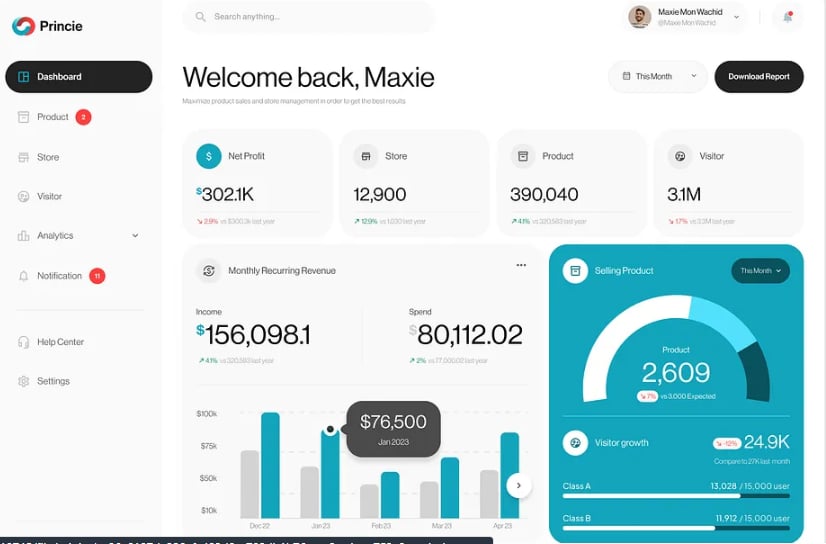 Princie
Search anything...
Maxie Mon Wachid
@Maxie Mon Wachid
Dashboard
Product 2
Store
Visitor
Analytics
Notification 11
Help Center
Settings
Welcome back, Maxie
Maximize product sales and store management in order to get the best results
This Month
Download Report
Net Profit
$302.1K
2.9% vs $300.3k last year
Store
12,900
12.9% vs 1.030 last year
Product
390,040
4.1% vs 320,583 last year
Visitor
3.1M
1.7% vs 3.3M last year
Monthly Recurring Revenue
Income
$156,098.1
4.1% vs 320,583 last year
Spend
$80,112.02
2% vs 77,000.02 last year
$100k
$75k
$50k
$10k
$76,500
Jan 2023
Dec 22
Jan 23
Feb 23
Mar 23
Apr 23
Selling Product
This Month
Product
2,609
7% vs 3.000 Expected
Visitor growth
-12% 24.9K
Compare to 27K last month
Class A
13,028 / 15,000 user
Class B
11,912 / 15,000 user